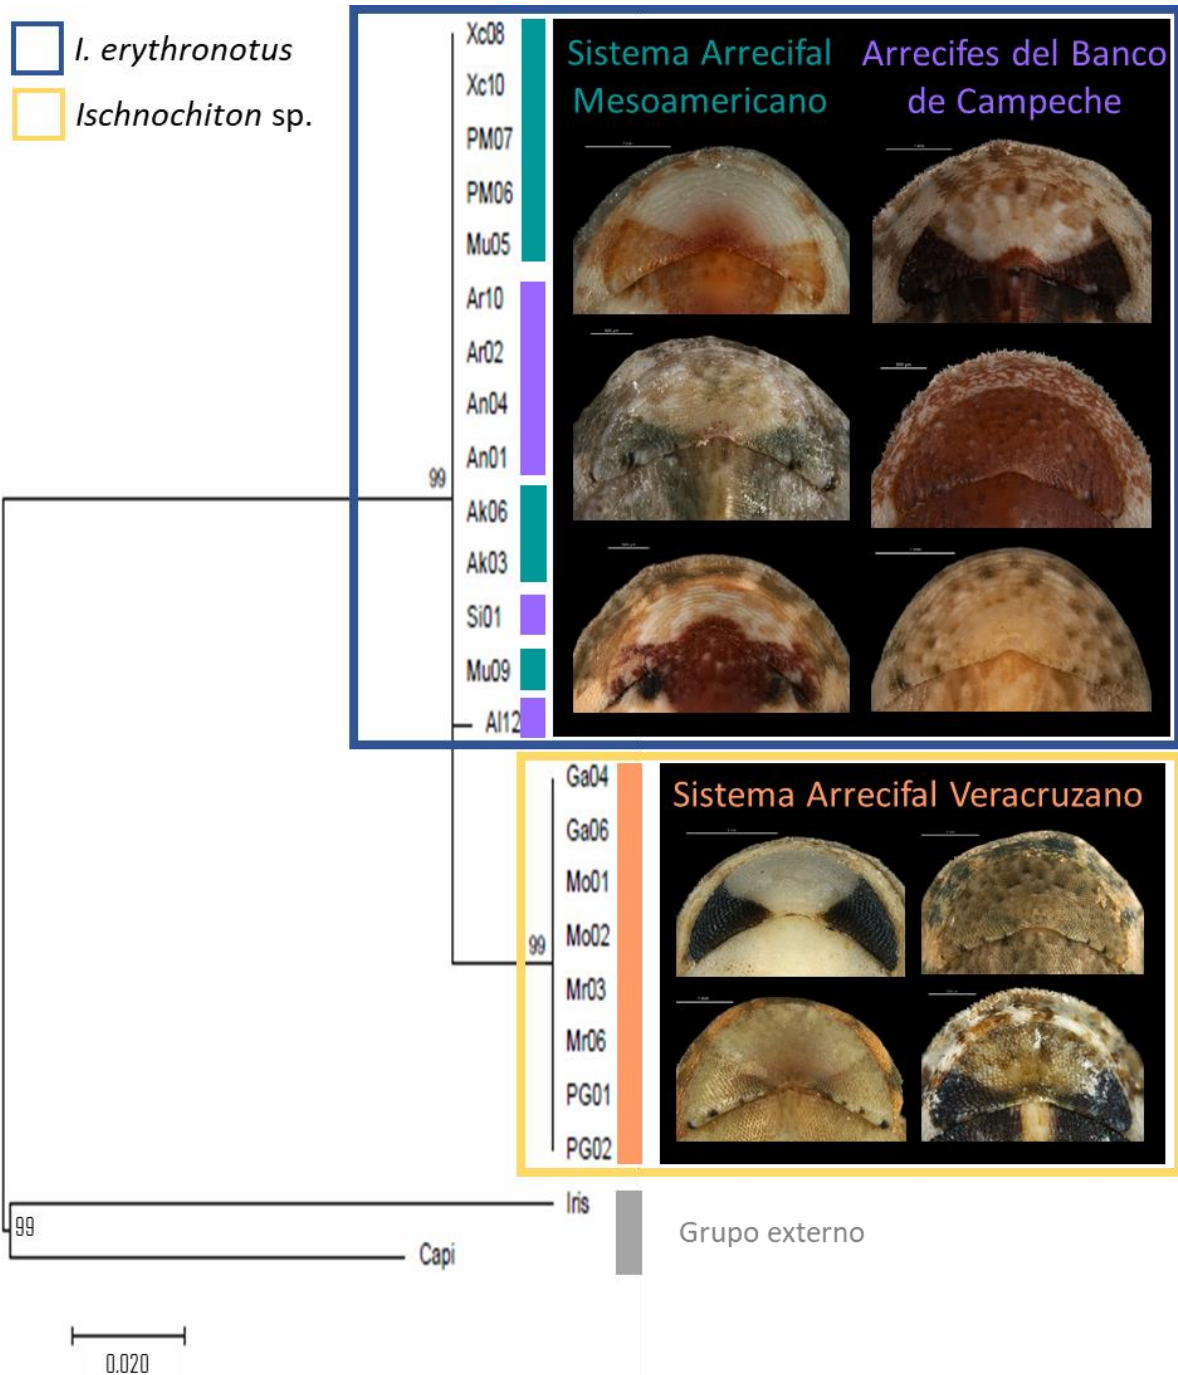 I. erythronotus
Ischnochiton sp.
Sistema Arrecifal
Mesoamericano
Arrecifes del Banco
de Campeche
Xc08
Xc10
PM07
PM06
Mu05
Ar10
Ar02
An04
An01
99
Ak06
Ak03
Si01
Mu09
Al12
Sistema Arrecifal Veracruzano
Ga04
Ga06
Mo01
Mo02
99
Mr03
Mr06
PG01
PG02
Iris
99
Capi
Grupo externo
0.020